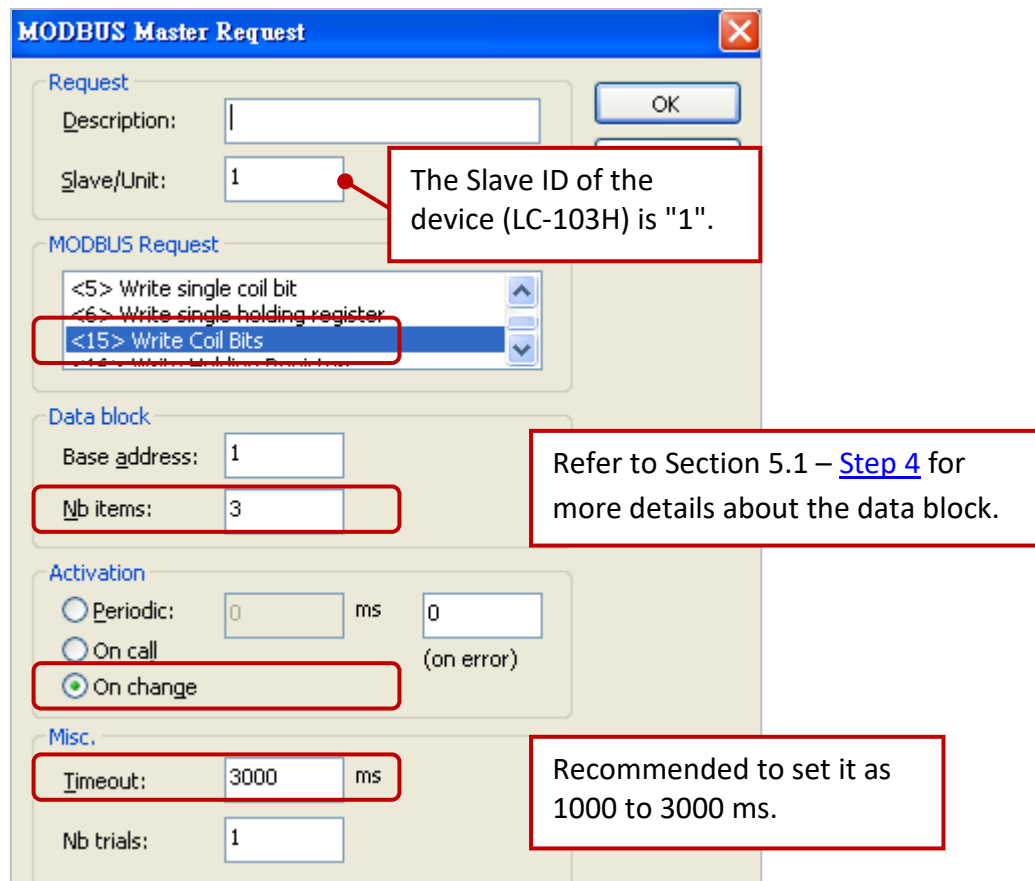 MODBUS Master Request
Request
Description:
OK
Slave/Unit:
1
The Slave ID of the
device (LC-103H) is "1".
MODBUS Request
<5> Write single coil bit
<6> Write single holding register
<15> Write Coil Bits
Data block
Base address:
1
Nb items:
3
Refer to Section 5.1 – Step 4 for
more details about the data block.
Activation
Periodic:
0
ms
0
On call
(on error)
On change
Misc.
Timeout:
3000
ms
Recommended to set it as
1000 to 3000 ms.
Nb trials:
1